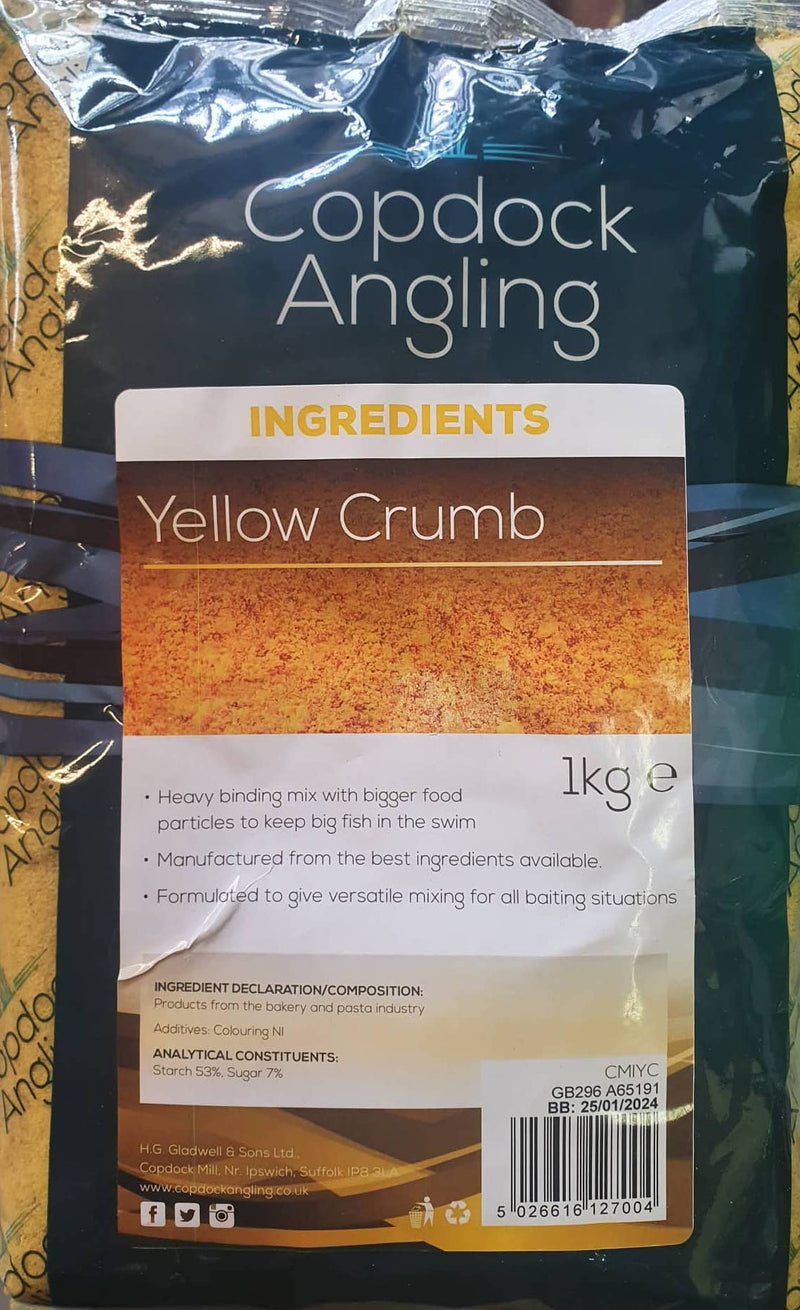 Copdock
Angling
INGREDIENTS
Yellow Crumb
1kg e
• Heavy binding mix with bigger food
particles to keep big fish in the swim
• Manufactured from the best ingredients available.
• Formulated to give versatile mixing for all baiting situations
INGREDIENT DECLARATION/COMPOSITION:
Products from the bakery and pasta industry
Additives: Colouring NI
ANALYTICAL CONSTITUENTS:
Starch 53%, Sugar 7%
CMIYC
GB296 A65191
BB: 25/01/2024
H.G. Gladwell & Sons Ltd.,
Copdock Mill, Nr. Ipswich, Suffolk IP8 3LA
www.copdockangling.co.uk
5 026616 127004